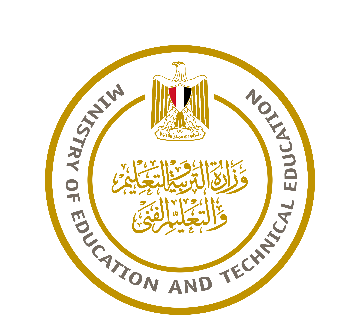 وزارة التربية والتعليم
والتعليم الفني
MINISTRY OF EDUCATION AND TECHNICAL EDUCATION